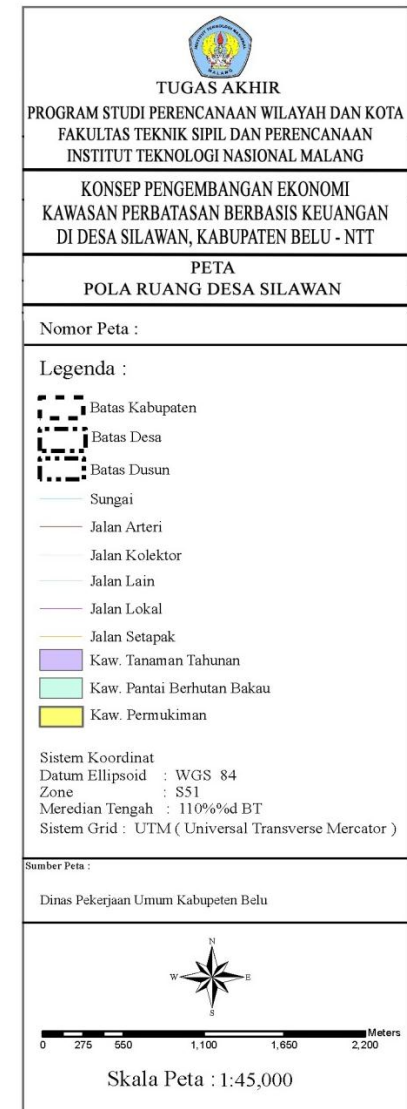 INSTITUT TEKNOLOGI NASIONAL
MALANG
TUGAS AKHIR
PROGRAM STUDI PERENCANAAN WILAYAH DAN KOTA
FAKULTAS TEKNIK SIPIL DAN PERENCANAAN
INSTITUT TEKNOLOGI NASIONAL MALANG
KONSEP PENGEMBANGAN EKONOMI
KAWASAN PERBATASAN BERBASIS KEUANGAN
DI DESA SILAWAN, KABUPATEN BELU - NTT
PETA
POLA RUANG DESA SILAWAN
Nomor Peta :
Legenda :
Batas Kabupaten
Batas Desa
Batas Dusun
Sungai
Jalan Arteri
Jalan Kolektor
Jalan Lain
Jalan Lokal
Jalan Setapak
Kaw. Tanaman Tahunan
Kaw. Pantai Berhutan Bakau
Kaw. Permukiman
Sistem Koordinat
Datum Ellipsoid : WGS 84
Zone : S51
Meredian Tengah : 110%%d BT
Sistem Grid : UTM ( Universal Transverse Mercator )
Sumber Peta :
Dinas Pekerjaan Umum Kabupeten Belu
N
W E
S
Meters
0 275 550 1,100 1,650 2,200
Skala Peta : 1:45,000